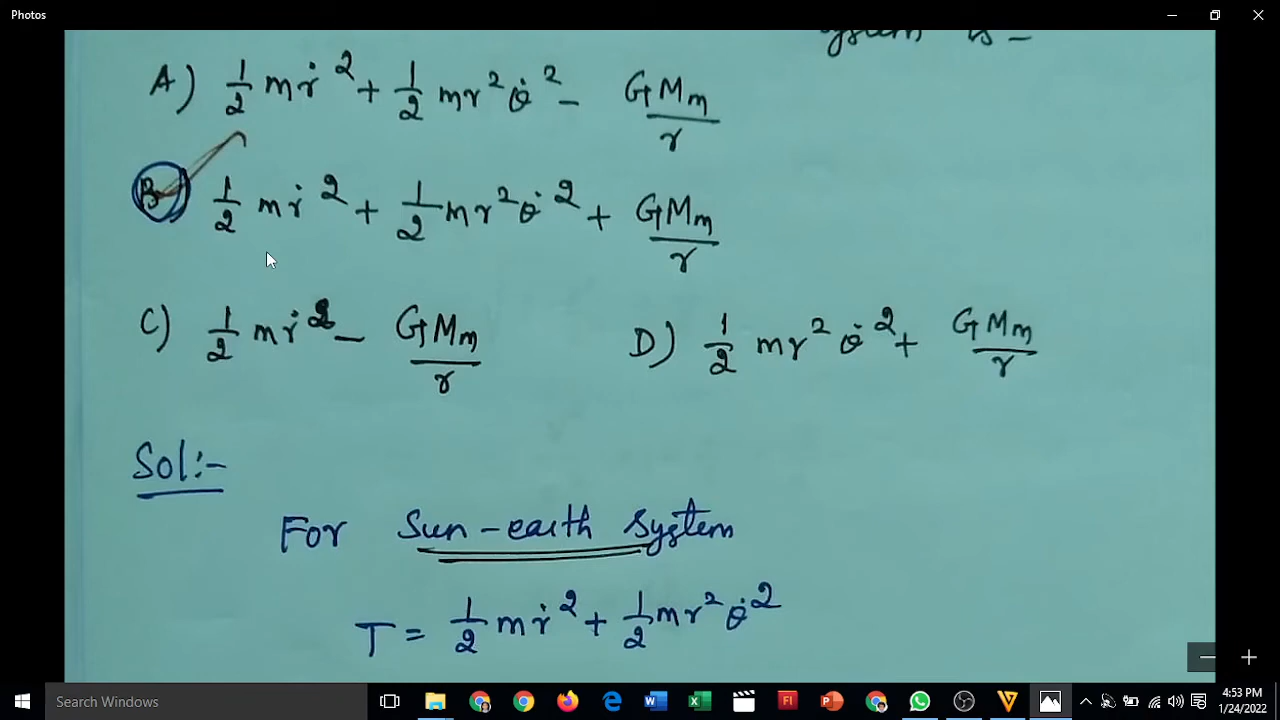 Photos
system is -
A) 1/2 mṙ² + 1/2 mr²θ̇² - GMm/r
B) 1/2 mṙ² + 1/2 mr²θ̇² + GMm/r
C) 1/2 mṙ² - GMm/r D) 1/2 mr²θ̇² + GMm/r
Sol:-
For Sun-earth system
T = 1/2 mṙ² + 1/2 mr²θ̇²
Search Windows
4:53 PM
1/24/2022